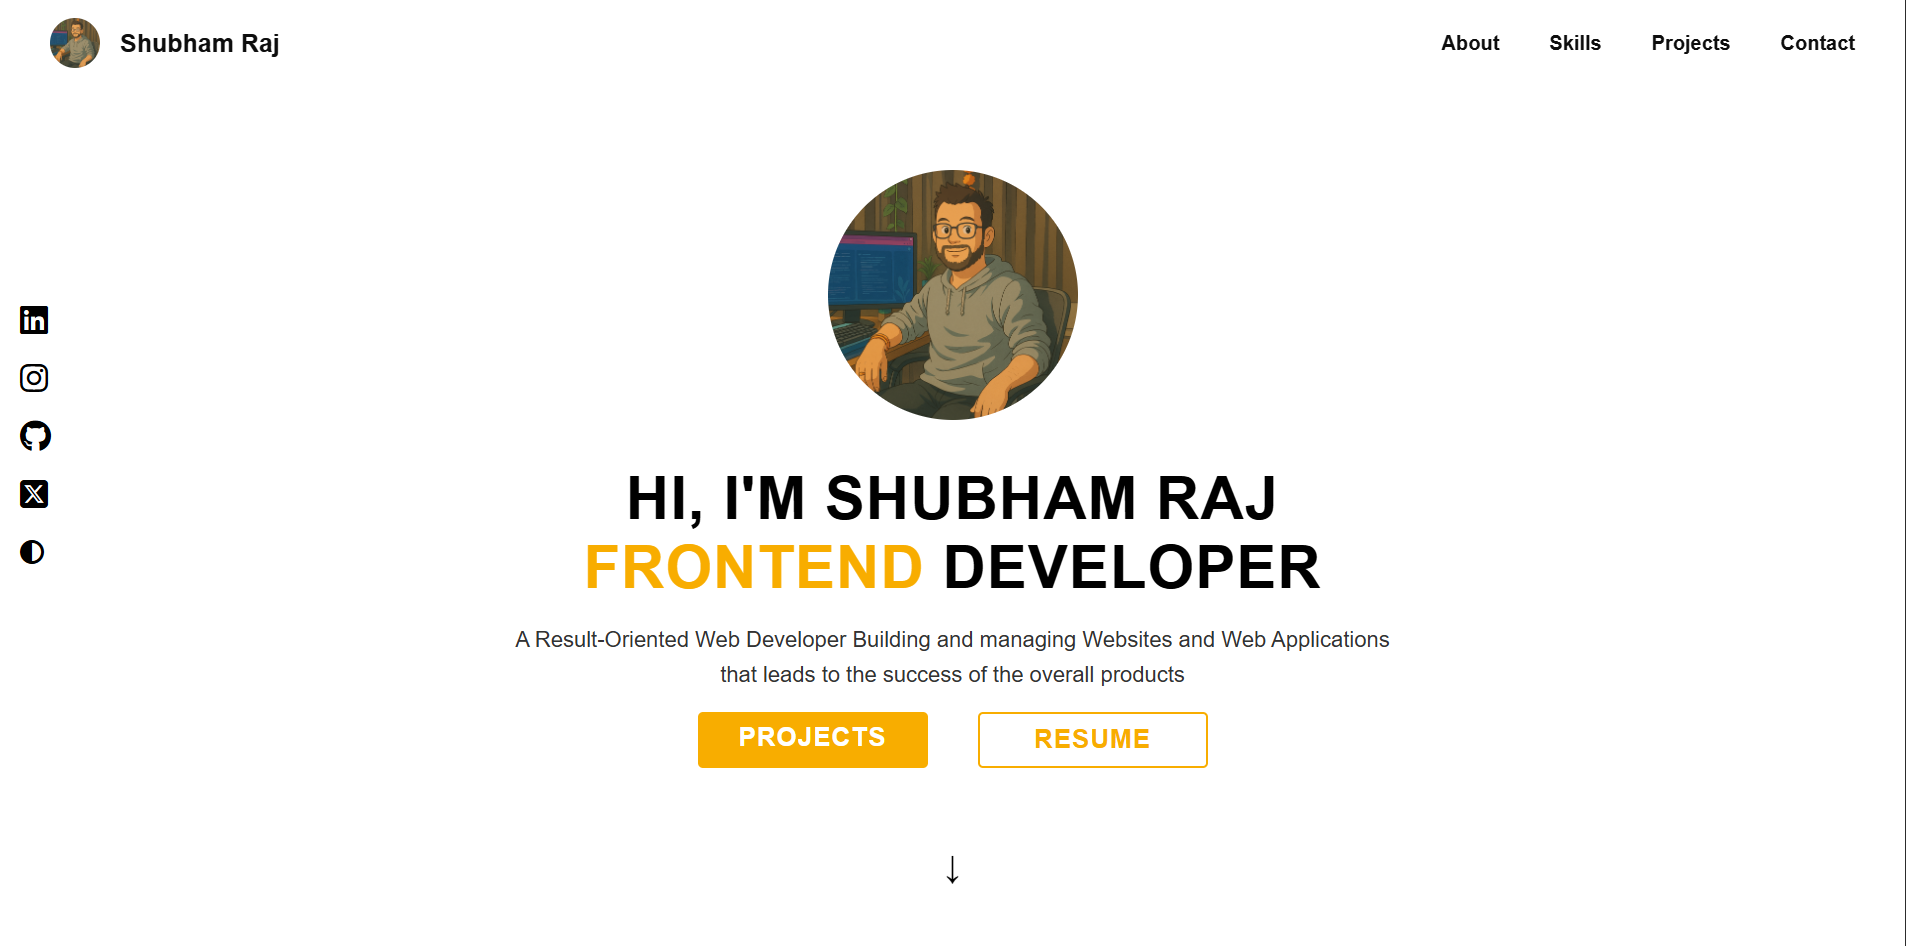 Shubham Raj
About
Skills
Projects
Contact
in
HI, I'M SHUBHAM RAJ
FRONTEND DEVELOPER
A Result-Oriented Web Developer Building and managing Websites and Web Applications
that leads to the success of the overall products
PROJECTS
RESUME